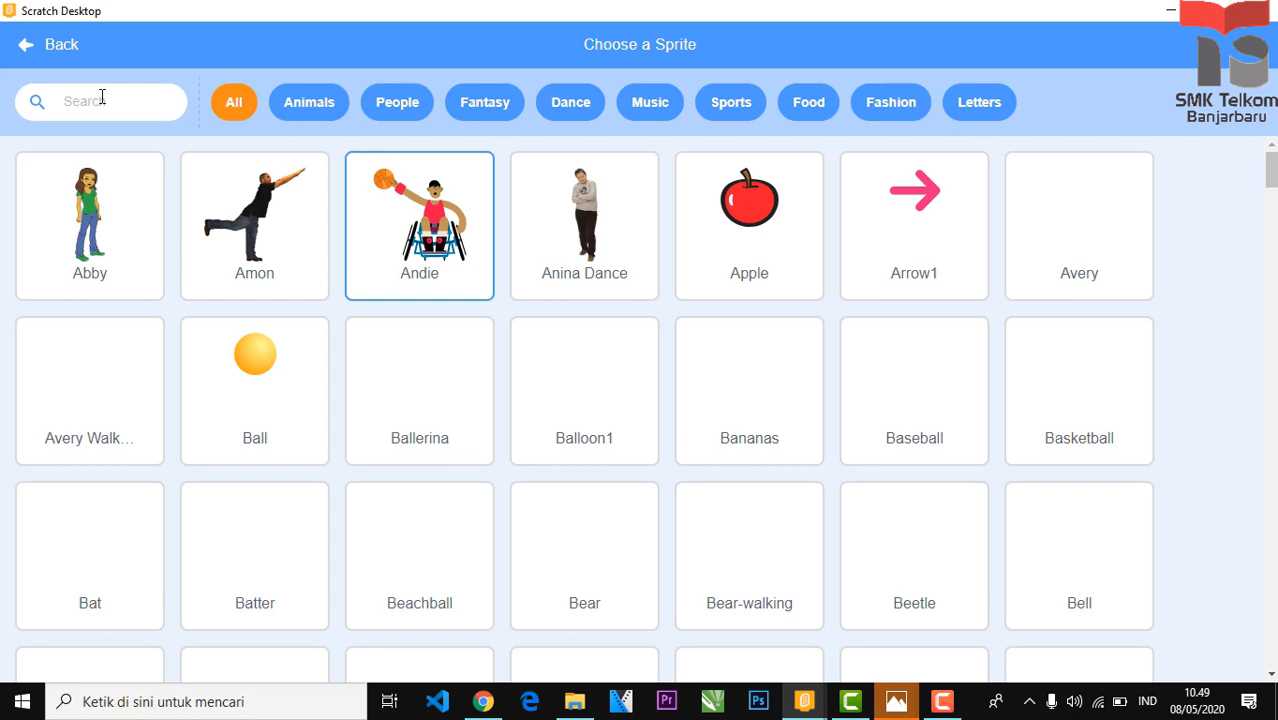 Scratch Desktop
Back
Choose a Sprite
Search
All
Animals
People
Fantasy
Dance
Music
Sports
Food
Fashion
Letters
SMK Telkom
Banjarbaru
Abby
Amon
Andie
Anina Dance
Apple
Arrow1
Avery
Avery Walk...
Ball
Ballerina
Balloon1
Bananas
Baseball
Basketball
Bat
Batter
Beachball
Bear
Bear-walking
Beetle
Bell
Ketik di sini untuk mencari
Pr
Ps
IND
10.49
08/05/2020